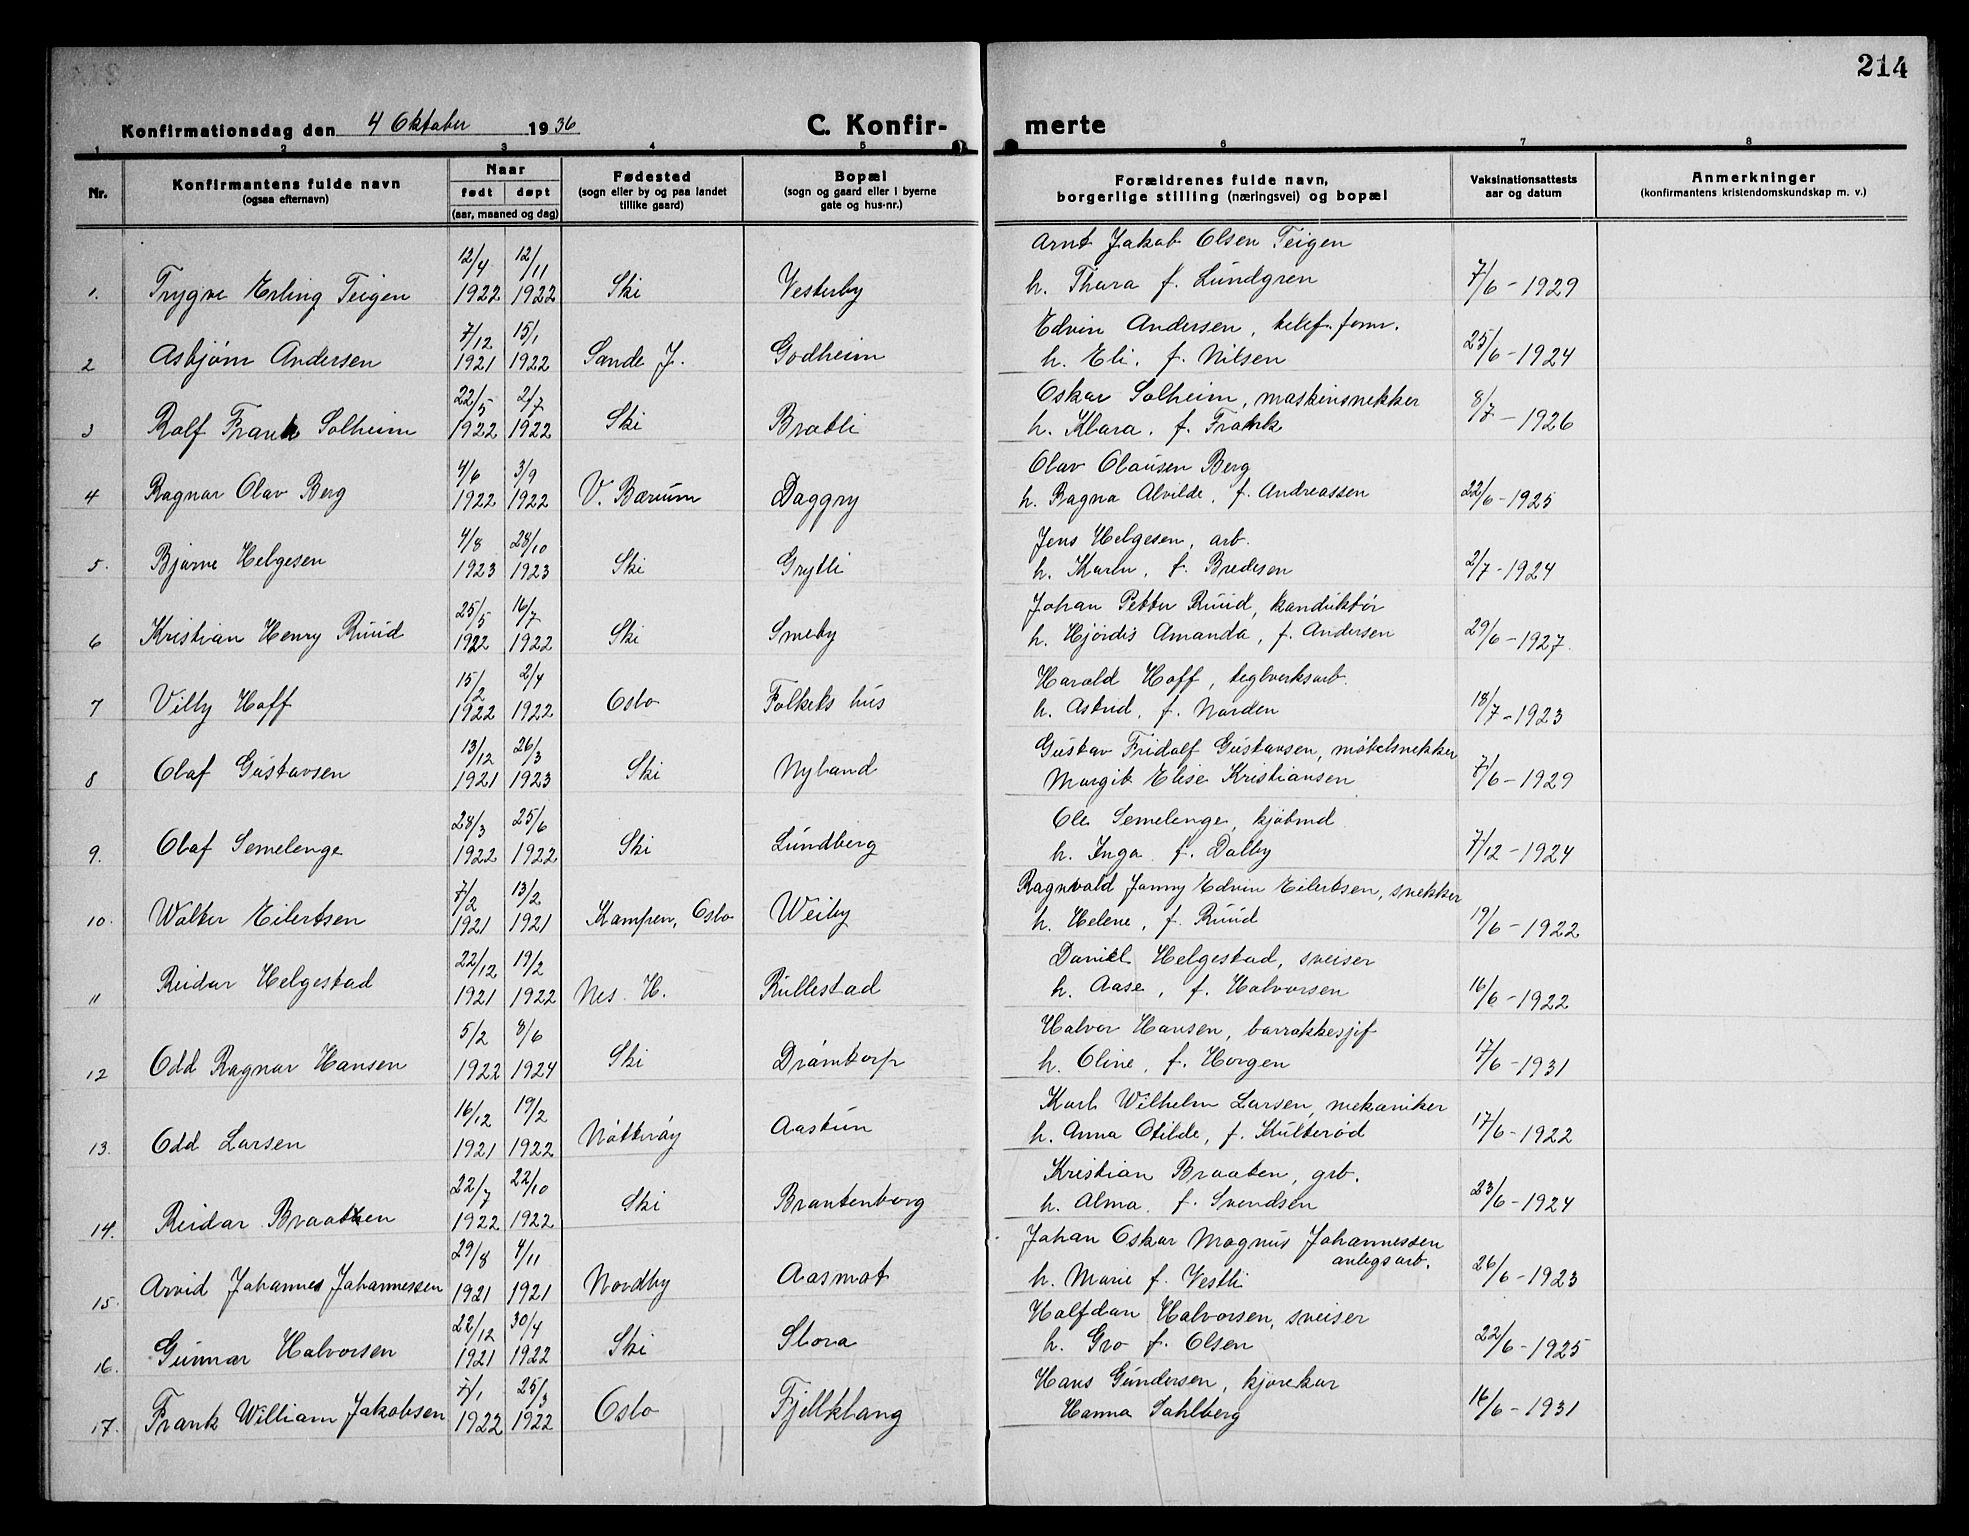 214
Konfirmationsdag den 4 Oktober 1936 C. Konfir- merte
1 2 3 4 5 6 7 8
Nr. Konfirmantens fulde navn (ogsaa efternavn) Naar født døpt (aar, maaned og dag) Fødested (sogn eller by og paa landet tillike gaard) Bopæl (sogn og gaard eller i byerne gate og hus-nr.) Forældrenes fulde navn, borgerlige stilling (næringsvei) og bopæl Vaksinationsattests aar og datum Anmerkninger (konfirmantens kristendomskundskap m. v.)
12/4 12/11 Arnt Jakob Olsen Teigen
1. Trygve Erling Teigen 1922 1922 Ski Vesterby h. Thora f. Lundgren 7/6-1929
7/12 15/1 Edvin Andersen, telef. form.
2 Asbjørn Andersen 1921 1922 Sande J. Godheim h. Eli, f. Nilsen 25/6-1924
22/5 2/7 Oskar Solheim, maskinsnekker
3 Rolf Frank Solheim 1922 1922 Ski Bratli h. Klara, f. Frank 8/7-1926
4/6 3/9 Olav Clausen Berg
4 Ragnar Olav Berg 1922 1922 V. Bærum Daggry h. Ragna Alvilde, f. Andreassen 22/6-1925
4/8 28/10 Jens Helgesen, arb.
5. Bjarne Helgesen 1923 1923 Ski Grytli h. Karen, f. Bredesen 2/7-1924
25/5 16/7 Johan Petter Ruud, konduktør
6 Kristian Henry Ruud 1922 1922 Ski Smeby h. Hjørdis Amanda, f. Andersen 29/6-1927.
15/2 2/4 Harald Hoff, teglverksarb.
7 Villy Hoff 1922 1922 Oslo Folkets hus h. Astrid, f. Norden 18/7-1923
13/12 26/3 Gustav Fridolf Gustavsen, møbelsnekker
8 Olaf Gustavsen 1921 1923 Ski Nyland Margit Elise Kristiansen 7/6-1929
28/3 25/6 Ole Semelenge, kjøbmd
9. Olaf Semelenge 1922 1922 Ski Lundberg h. Inga f. Dalby 7/12-1924
7/2 13/2 Ragnvald Jonny Edvin Eilertsen, snekker
10. Walter Eilertsen 1921 1921 Kampen, Oslo Weiby h. Helene, f. Ruud 19/6-1922
22/12 19/2 Daniel Helgestad, sveiser
11 Reidar Helgestad 1921 1922 Nes. H. Rullestad h. Aase, f. Halvorsen 16/6-1922
5/2 8/6 Halvor Hansen, barrakkesjef
12 Odd Ragnar Hansen 1922 1924 Ski Drømtorp h. Oline, f. Horgen 17/6-1931
16/12 19/2 Karl Wilhelm Larsen, mekaniker
13. Odd Larsen 1921 1922 Nøtterøy Aastun h. Anna Otilde, f. Kulterød 17/6-1922
22/7 22/10 Kristian Braaten, grb.
14. Reidar Braaten 1922 1922 Ski Brantenborg h. Alma f. Svendsen 23/6-1924
29/8 4/11 Johan Oskar Magnus Johannessen
anlegsarb.
15. Arvid Johannes Johannessen 1921 1921 Nordby Aasmot h. Marie f. Vestli 26/6-1923
22/12 30/4 Halfdan Halvorsen, sveiser
16. Gunnar Halvorsen 1921 1922 Ski Stora h. Gro f. Olsen 22/6-1925
7/1 25/3 Hans Gundersen, kjørekar
17. Frank William Jakobsen 1922 1922 Oslo Fjellklang Hanna Sahlberg 16/6-1931